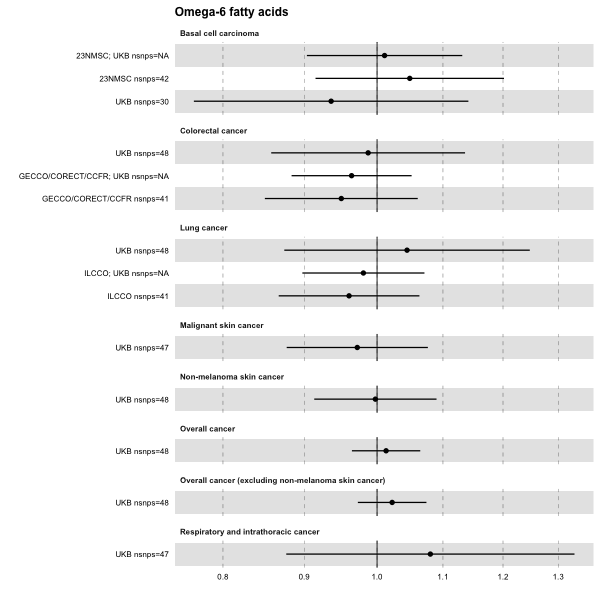 Omega-6 fatty acids
Basal cell carcinoma
23NMSC; UKB nsnps=NA
23NMSC nsnps=42
UKB nsnps=30
Colorectal cancer
UKB nsnps=48
GECCO/CORECT/CCFR; UKB nsnps=NA
GECCO/CORECT/CCFR nsnps=41
Lung cancer
UKB nsnps=48
ILCCO; UKB nsnps=NA
ILCCO nsnps=41
Malignant skin cancer
UKB nsnps=47
Non-melanoma skin cancer
UKB nsnps=48
Overall cancer
UKB nsnps=48
Overall cancer (excluding non-melanoma skin cancer)
UKB nsnps=48
Respiratory and intrathoracic cancer
UKB nsnps=47
0.8 0.9 1.0 1.1 1.2 1.3